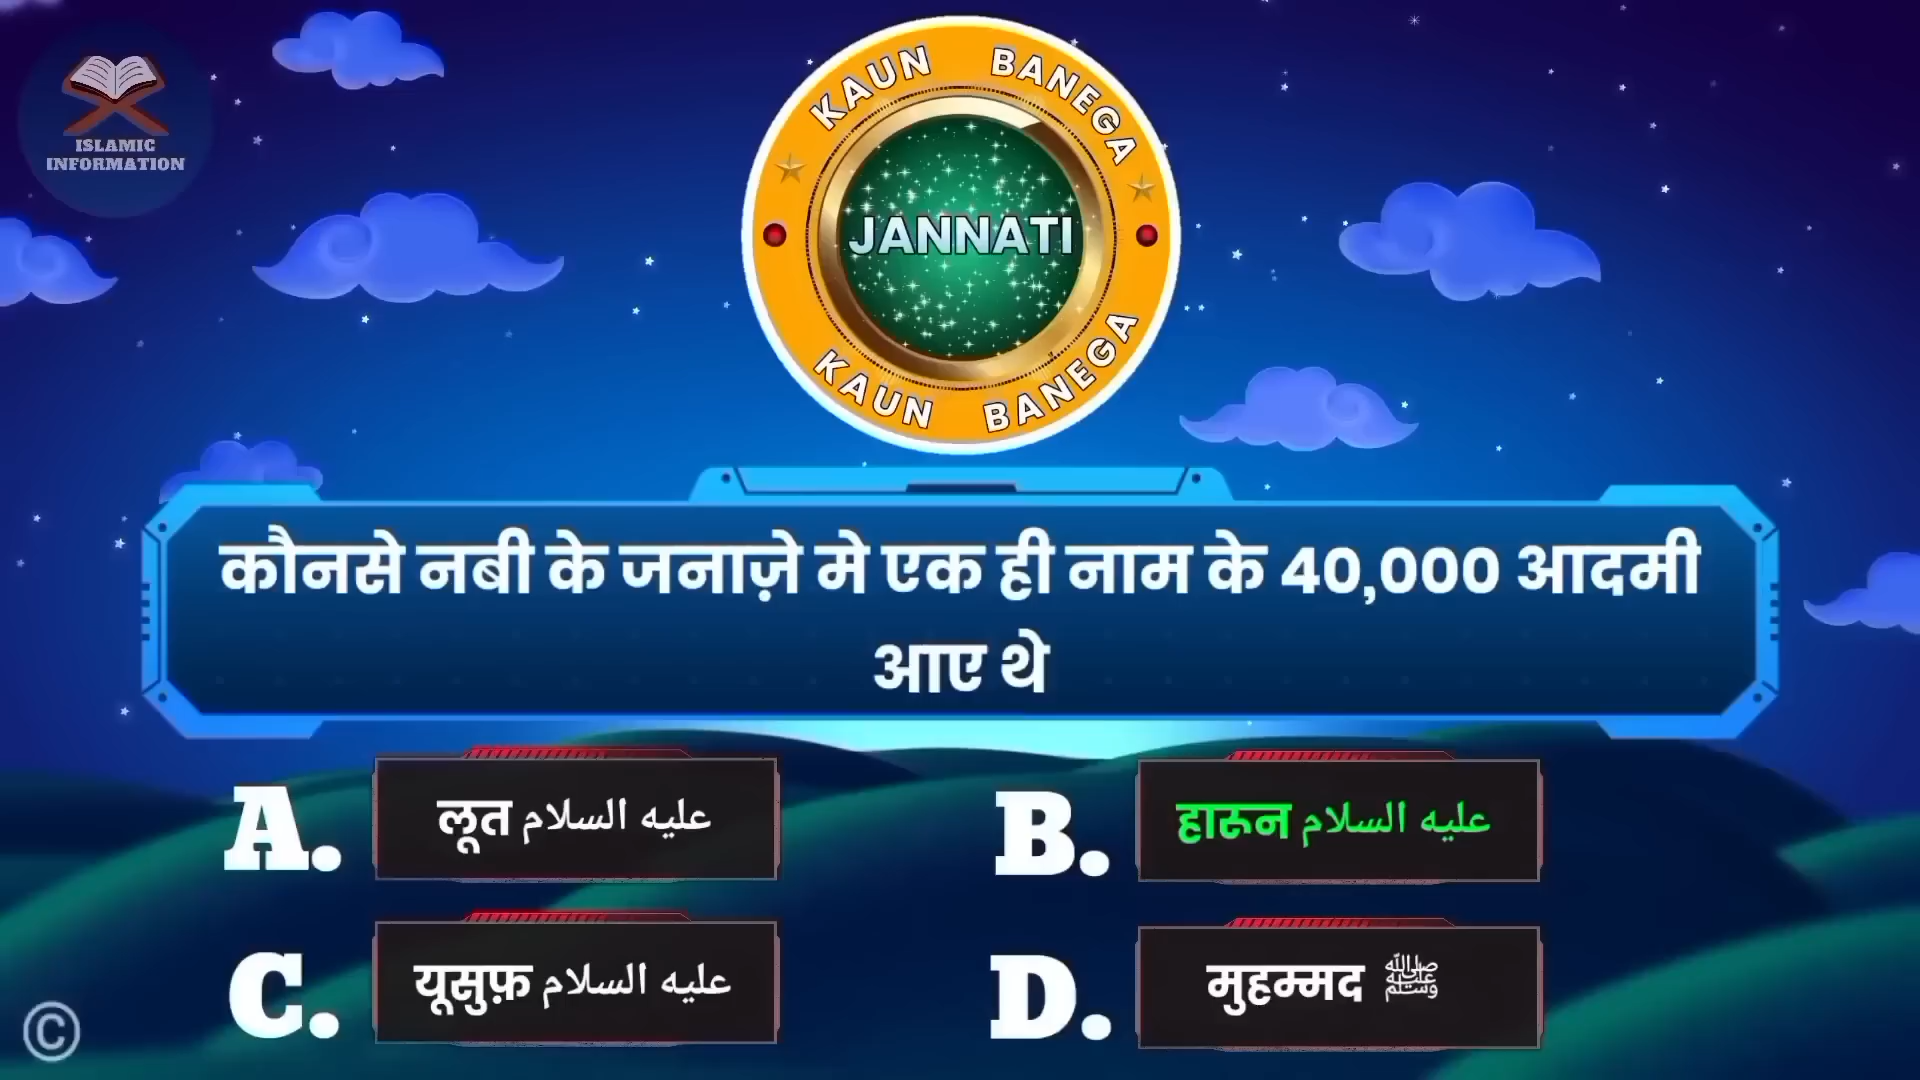 ISLAMIC
INFORMATION
KAUN BANEGA
JANNATI
KAUN BANEGA
कौनसे नबी के जनाज़े मे एक ही नाम के 40,000 आदमी
आए थे
A. लूत عليه السلام
B. हारून عليه السلام
C. यूसुफ़ عليه السلام
D. मुहम्मद ﷺ
©